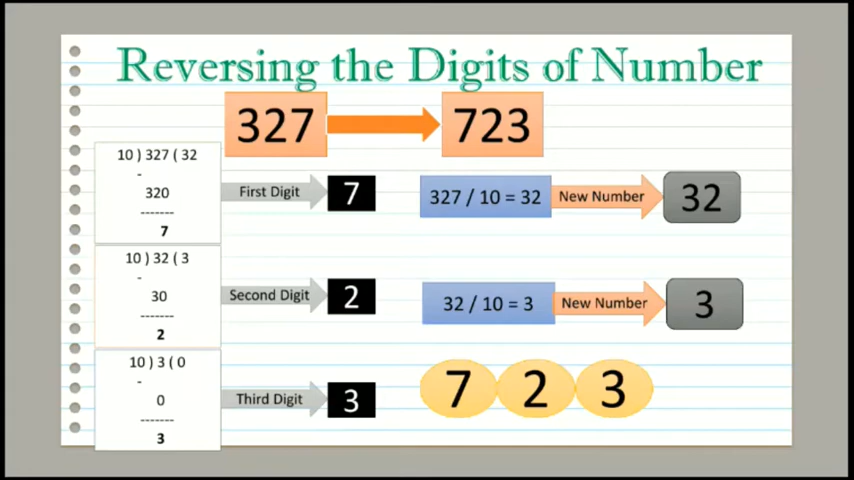 Reversing the Digits of Number
327
723
10 ) 327 ( 32
-
320
-------
7
First Digit
7
327 / 10 = 32
New Number
32
10 ) 32 ( 3
-
30
------
2
Second Digit
2
32 / 10 = 3
New Number
3
10 ) 3 ( 0
-
0
-------
3
Third Digit
3
7 2 3